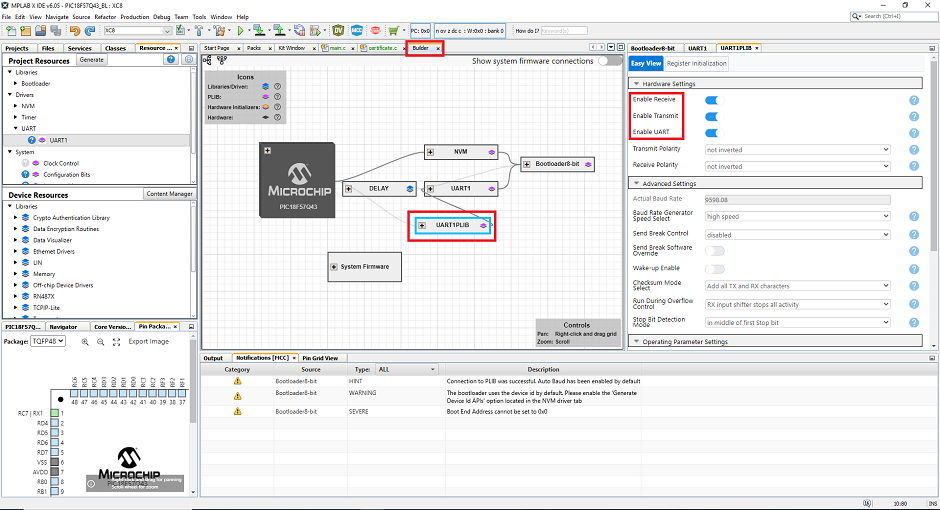 MPLAB X IDE v6.05 - PIC18F57Q43_BL : XC8
File Edit View Navigate Source Refactor Production Debug Team Tools Window Help
Search (Ctrl+I)
XC8
PC: 0x0
n ov z dc c : W:0x0 : bank 0
How do I?
Keyword(s)
Projects Files Services Classes Resource ...
Project Resources Generate
Libraries
Bootloader
Drivers
NVM
Timer
UART
UART1
System
Clock Control
Configuration Bits
Device Resources Content Manager
Libraries
Crypto Authentication Library
Data Encryption Routines
Data Visualizer
Ethernet Drivers
LIN
Memory
Off-chip Device Drivers
RN487X
TCPIP-Lite
PIC18F57Q... Navigator Core Versio... Pin Packa...
Package: TQFP48 Export Image
RC6 RC5 RC4 RD3 RD2 RD1 RD0 RC3 RC2 RF2 RF1
48 47 46 45 44 43 42 41 40 39 38 37
RC7 | RX1 1
RD4 2
RD5 3
RD6 4
RD7 5
VSS 6
AVDD 7
RB0 8
RB1 9
MICROCHIP
PIC18F57Q43
Scroll wheel for zoom
Start Page Packs Kit Window main.c certificate.c Builder
Show system firmware connections
Icons
Libraries/Driver:
PLIB:
Hardware Initializers:
Hardware:
MICROCHIP
PIC18F57Q43
NVM
DELAY
UART1
Bootloader8-bit
UART1PLIB
System Firmware
Controls
Pan: Right-click and drag grid
Zoom: Scroll
Bootloader8-bit UART1 UART1PLIB
Easy View Register Initialization
Hardware Settings
Enable Receive
Enable Transmit
Enable UART
Transmit Polarity not inverted
Receive Polarity not inverted
Advanced Settings
Actual Baud Rate 9598.08
Baud Rate Generator
Speed Select high speed
Send Break Control disabled
Send Break Software
Override
Wake-up Enable
Checksum Mode
Select Add all TX and RX characters
Run During Overflow
Control RX input shifter stops all activity
Stop Bit Detection
Mode in middle of first Stop bit
Operating Parameter Settings
Output Notifications [MCC] Pin Grid View
Category Source Type: ALL Description
Bootloader8-bit HINT Connection to PLIB was successful. Auto Baud has been enabled by default
Bootloader8-bit WARNING The bootloader uses the device id by default. Please enable the 'Generate
Device Id APIs' option located in the NVM driver tab
Bootloader8-bit SEVERE Boot End Address cannot be set to 0x0
10:80 INS